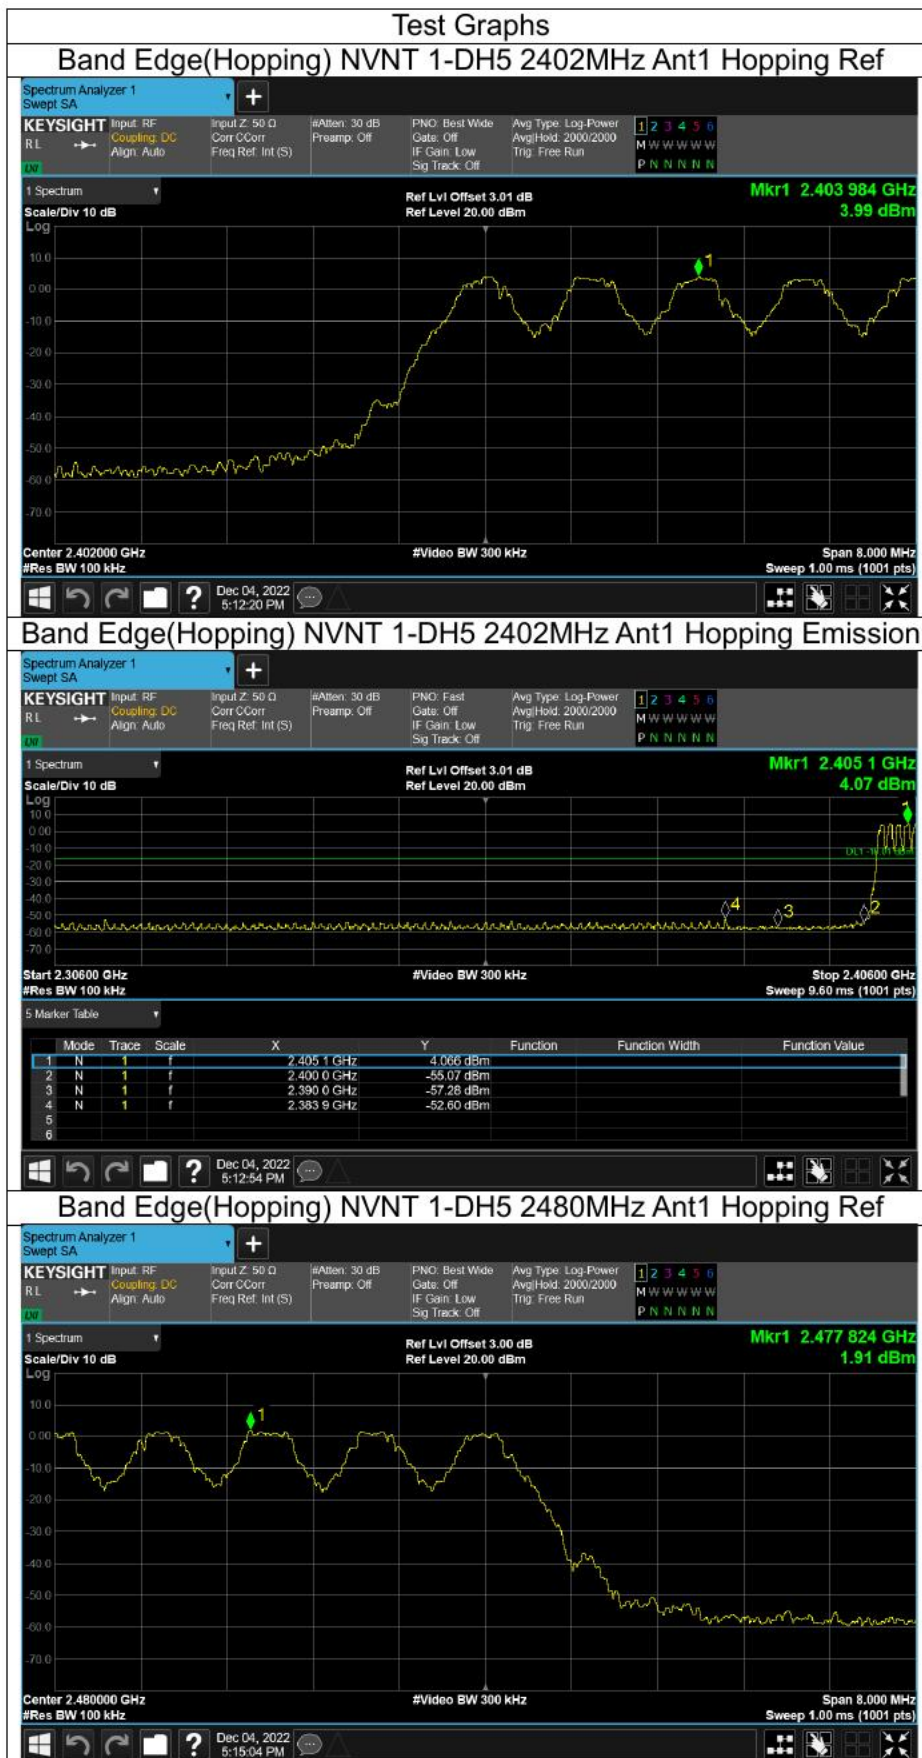 Test Graphs
Band Edge(Hopping) NVNT 1-DH5 2402MHz Ant1 Hopping Ref
Spectrum Analyzer 1
Swept SA
+
KEYSIGHT Input: RF Input Z: 50 Ω #Atten: 30 dB PNO: Best Wide Avg Type: Log-Power 1 2 3 4 5 6
RL Coupling: DC Corr CCorr Preamp: Off Gate: Off Avg|Hold: 2000/2000 M W W W W W
Align: Auto Freq Ref: Int (S) IF Gain: Low Trig: Free Run
Sig Track: Off P N N N N N
1 Spectrum Ref Lvl Offset 3.01 dB Mkr1 2.403 984 GHz
Scale/Div 10 dB Ref Level 20.00 dBm 3.99 dBm
Log
1
10.0
0.00
-10.0
-20.0
-30.0
-40.0
-50.0
-60.0
-70.0
Center 2.402000 GHz #Video BW 300 kHz Span 8.000 MHz
#Res BW 100 kHz Sweep 1.00 ms (1001 pts)
? Dec 04, 2022
5:12:20 PM
Band Edge(Hopping) NVNT 1-DH5 2402MHz Ant1 Hopping Emission
Spectrum Analyzer 1
Swept SA
+
KEYSIGHT Input: RF Input Z: 50 Ω #Atten: 30 dB PNO: Fast Avg Type: Log-Power 1 2 3 4 5 6
RL Coupling: DC Corr CCorr Preamp: Off Gate: Off Avg|Hold: 2000/2000 M W W W W W
Align: Auto Freq Ref: Int (S) IF Gain: Low Trig: Free Run
Sig Track: Off P N N N N N
1 Spectrum Ref Lvl Offset 3.01 dB Mkr1 2.405 1 GHz
Scale/Div 10 dB Ref Level 20.00 dBm 4.07 dBm
Log
10.0
0.00
-10.0
-20.0
-30.0
-40.0
-50.0
-60.0
-70.0
4 3 2
Start 2.30600 GHz #Video BW 300 kHz Stop 2.40600 GHz
#Res BW 100 kHz Sweep 9.60 ms (1001 pts)
5 Marker Table
Mode Trace Scale X Y Function Function Width Function Value
1 N 1 f 2.405 1 GHz 4.066 dBm
2 N 1 f 2.400 0 GHz -55.07 dBm
3 N 1 f 2.390 0 GHz -57.28 dBm
4 N 1 f 2.383 9 GHz -52.60 dBm
5
6
? Dec 04, 2022
5:12:54 PM
Band Edge(Hopping) NVNT 1-DH5 2480MHz Ant1 Hopping Ref
Spectrum Analyzer 1
Swept SA
+
KEYSIGHT Input: RF Input Z: 50 Ω #Atten: 30 dB PNO: Best Wide Avg Type: Log-Power 1 2 3 4 5 6
RL Coupling: DC Corr CCorr Preamp: Off Gate: Off Avg|Hold: 2000/2000 M W W W W W
Align: Auto Freq Ref: Int (S) IF Gain: Low Trig: Free Run
Sig Track: Off P N N N N N
1 Spectrum Ref Lvl Offset 3.00 dB Mkr1 2.477 824 GHz
Scale/Div 10 dB Ref Level 20.00 dBm 1.91 dBm
Log
10.0
1
0.00
-10.0
-20.0
-30.0
-40.0
-50.0
-60.0
-70.0
Center 2.480000 GHz #Video BW 300 kHz Span 8.000 MHz
#Res BW 100 kHz Sweep 1.00 ms (1001 pts)
? Dec 04, 2022
5:15:04 PM